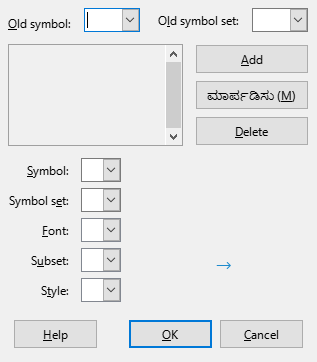 Old symbol: Old symbol set:
Add
ಮಾರ್ಪಡಿಸು (M)
Delete
Symbol:
Symbol set:
Font:
Subset:
→
Style:
Help OK Cancel